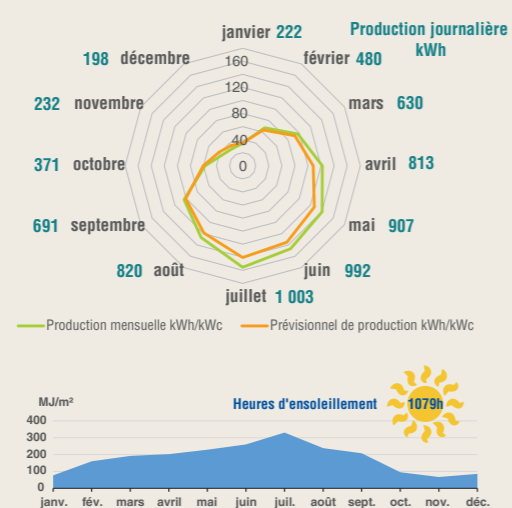 janvier 222
Production journalière
kWh
198 décembre
février 480
160
232 novembre
120
mars 630
80
40
371 octobre
0
avril 813
691 septembre
mai 907
820 août
juin 992
juillet 1 003
Production mensuelle kWh/kWc
Prévisionnel de production kWh/kWc
MJ/m²
Heures d'ensoleillement 1079h
400
300
200
100
0
janv. fév. mars avril mai juin juil. août sept. oct. nov. déc.